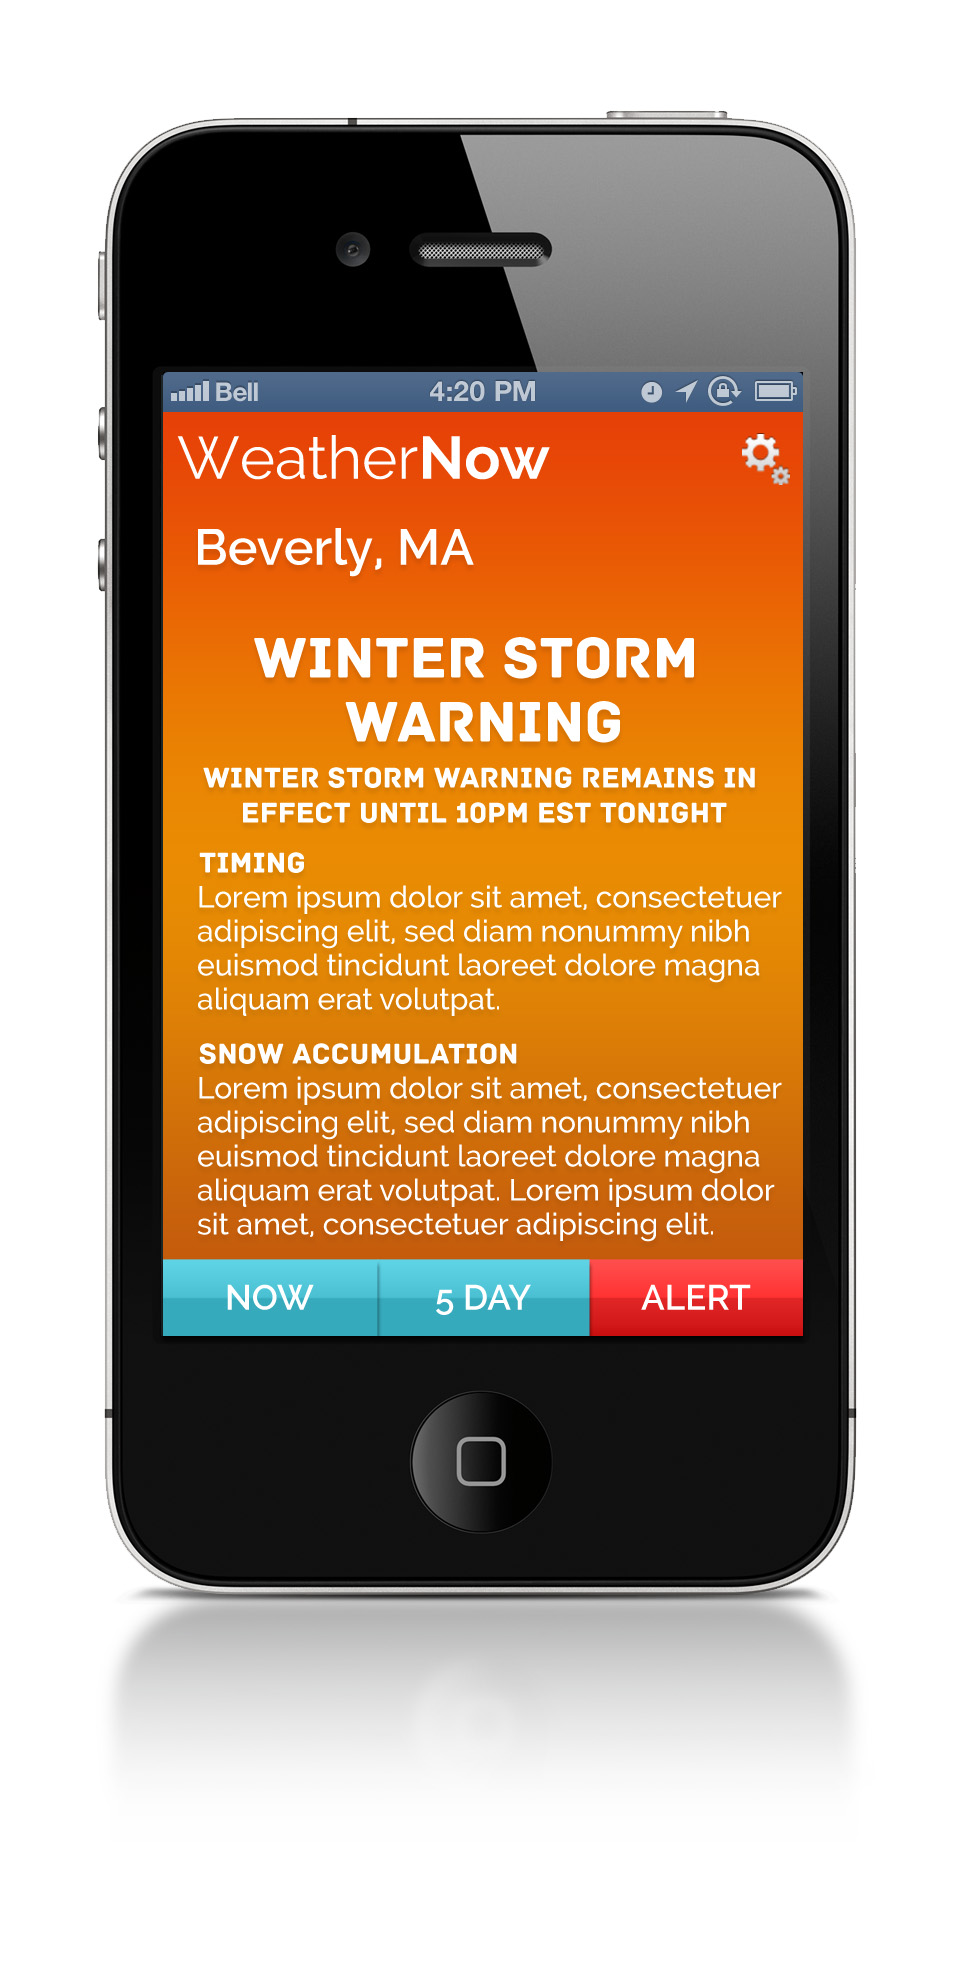 Bell 4:20 PM
WeatherNow
Beverly, MA
WINTER STORM
WARNING
WINTER STORM WARNING REMAINS IN
EFFECT UNTIL 10PM EST TONIGHT
TIMING
Lorem ipsum dolor sit amet, consectetuer
adipiscing elit, sed diam nonummy nibh
euismod tincidunt laoreet dolore magna
aliquam erat volutpat.
SNOW ACCUMULATION
Lorem ipsum dolor sit amet, consectetuer
adipiscing elit, sed diam nonummy nibh
euismod tincidunt laoreet dolore magna
aliquam erat volutpat. Lorem ipsum dolor
sit amet, consectetuer adipiscing elit.
NOW 5 DAY ALERT